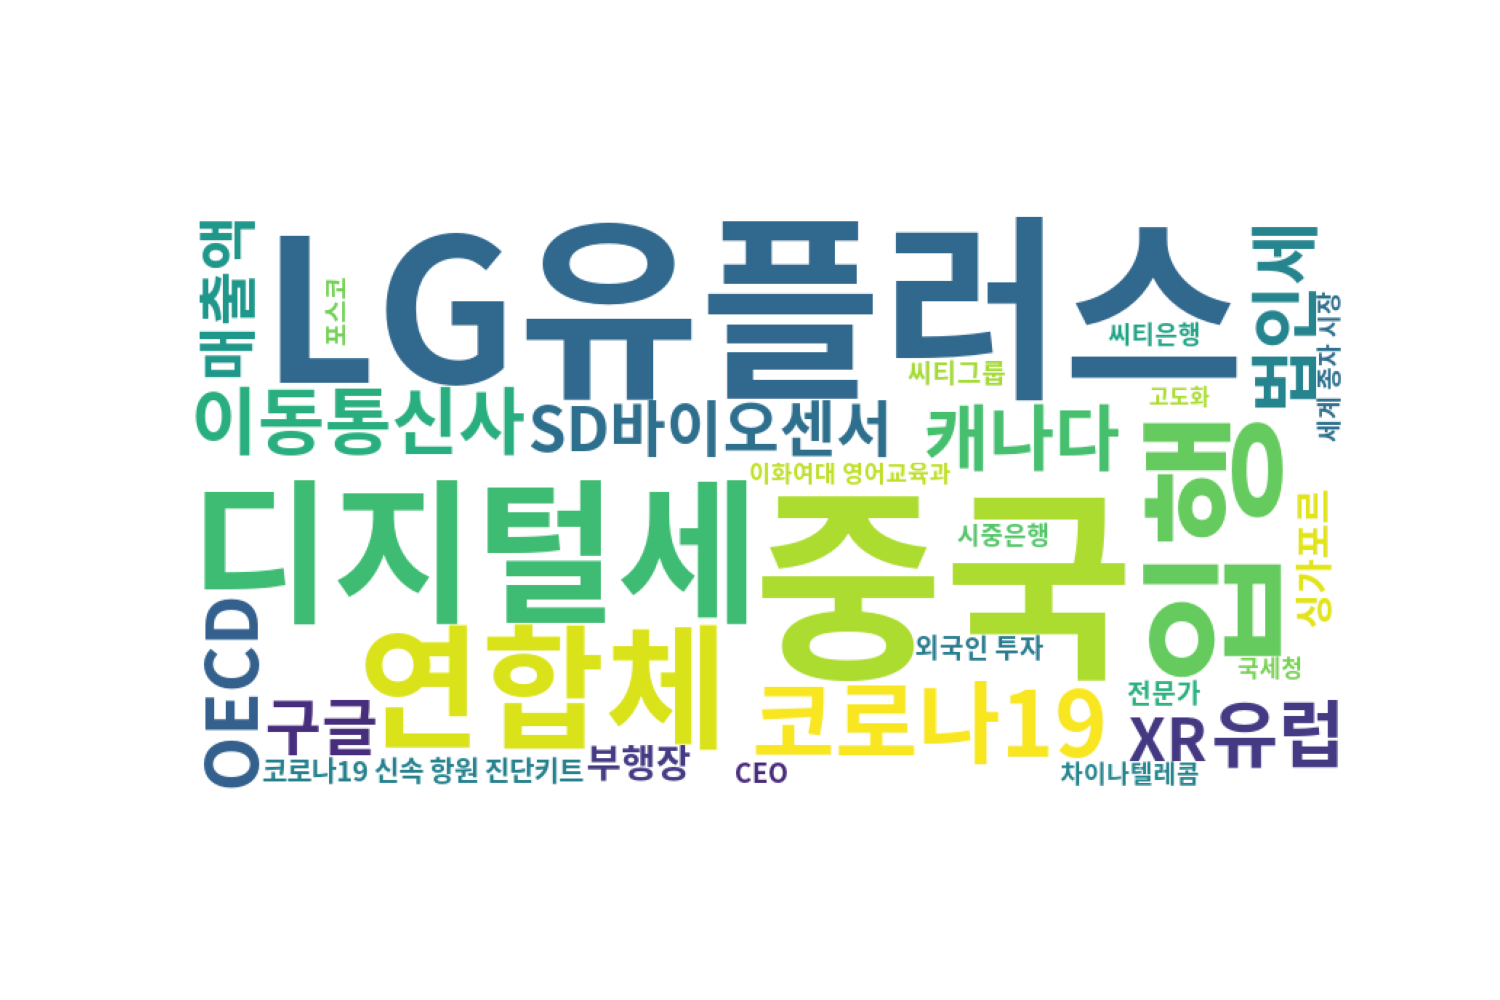 매출액
포스코
LG유플러스
씨티은행
법인세
세계 종자 시장
씨티그룹
고도화
이동통신사
SD바이오센서
캐나다
이화여대 영어교육과
디지털세
중국
시중은행
입행
싱가포르
OECD
연합체
외국인 투자
국세청
구글
코로나19
전문가
XR
유럽
코로나19 신속 항원 진단키트
부행장
CEO
차이나텔레콤